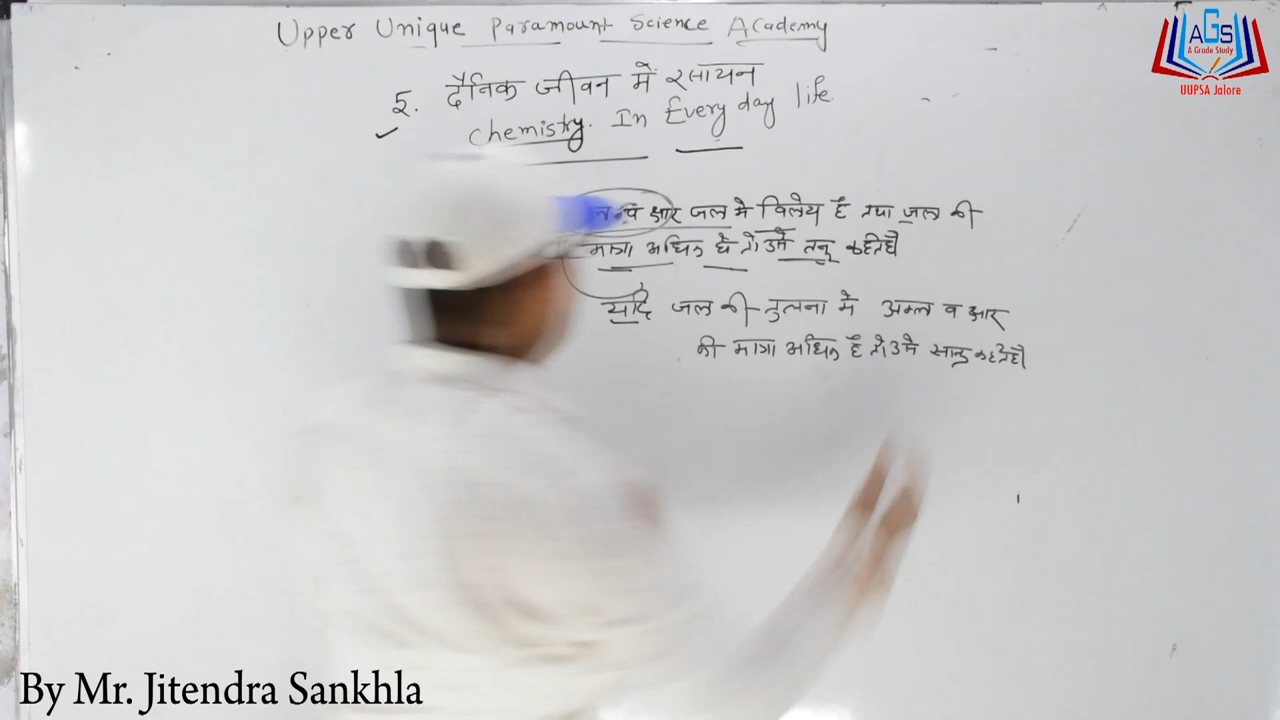 Upper Unique Paramount Science Academy
5. दैनिक जीवन में रसायन
chemistry. In Every day life
व क्षार जल मे विलेय है तथा जल की
मात्रा अधिक है तो उसे तनु कहते है
यदि जल की तुलना मे अम्ल व क्षार
की मात्रा अधिक है तो उसे सान्द्र कहते है
AGS
A Grade Study
UUPSA Jalore
By Mr. Jitendra Sankhla